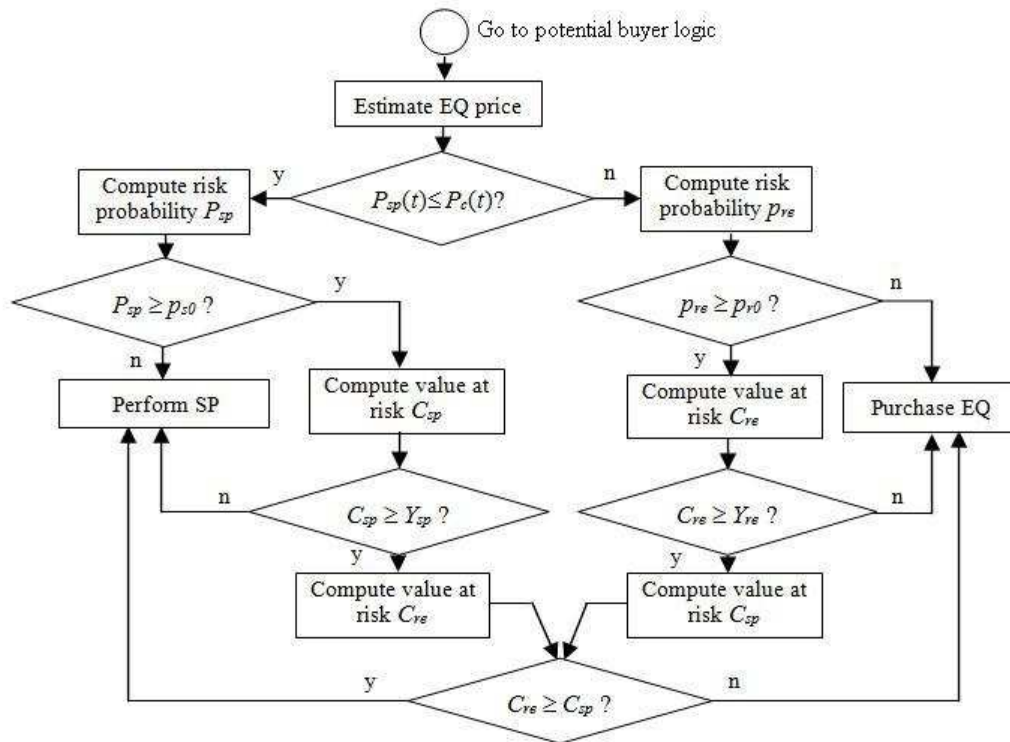 Go to potential buyer logic
Estimate EQ price
y
n
Compute risk
probability P_sp
P_sp(t) ≤ P_c(t)?
Compute risk
probability p_re
P_sp ≥ p_s0 ?
y
n
p_re ≥ p_r0 ?
n
y
Perform SP
Compute value at
risk C_sp
Compute value at
risk C_re
Purchase EQ
n
C_sp ≥ Y_sp ?
y
C_re ≥ Y_re ?
n
y
Compute value at
risk C_re
Compute value at
risk C_sp
y
C_re ≥ C_sp ?
n